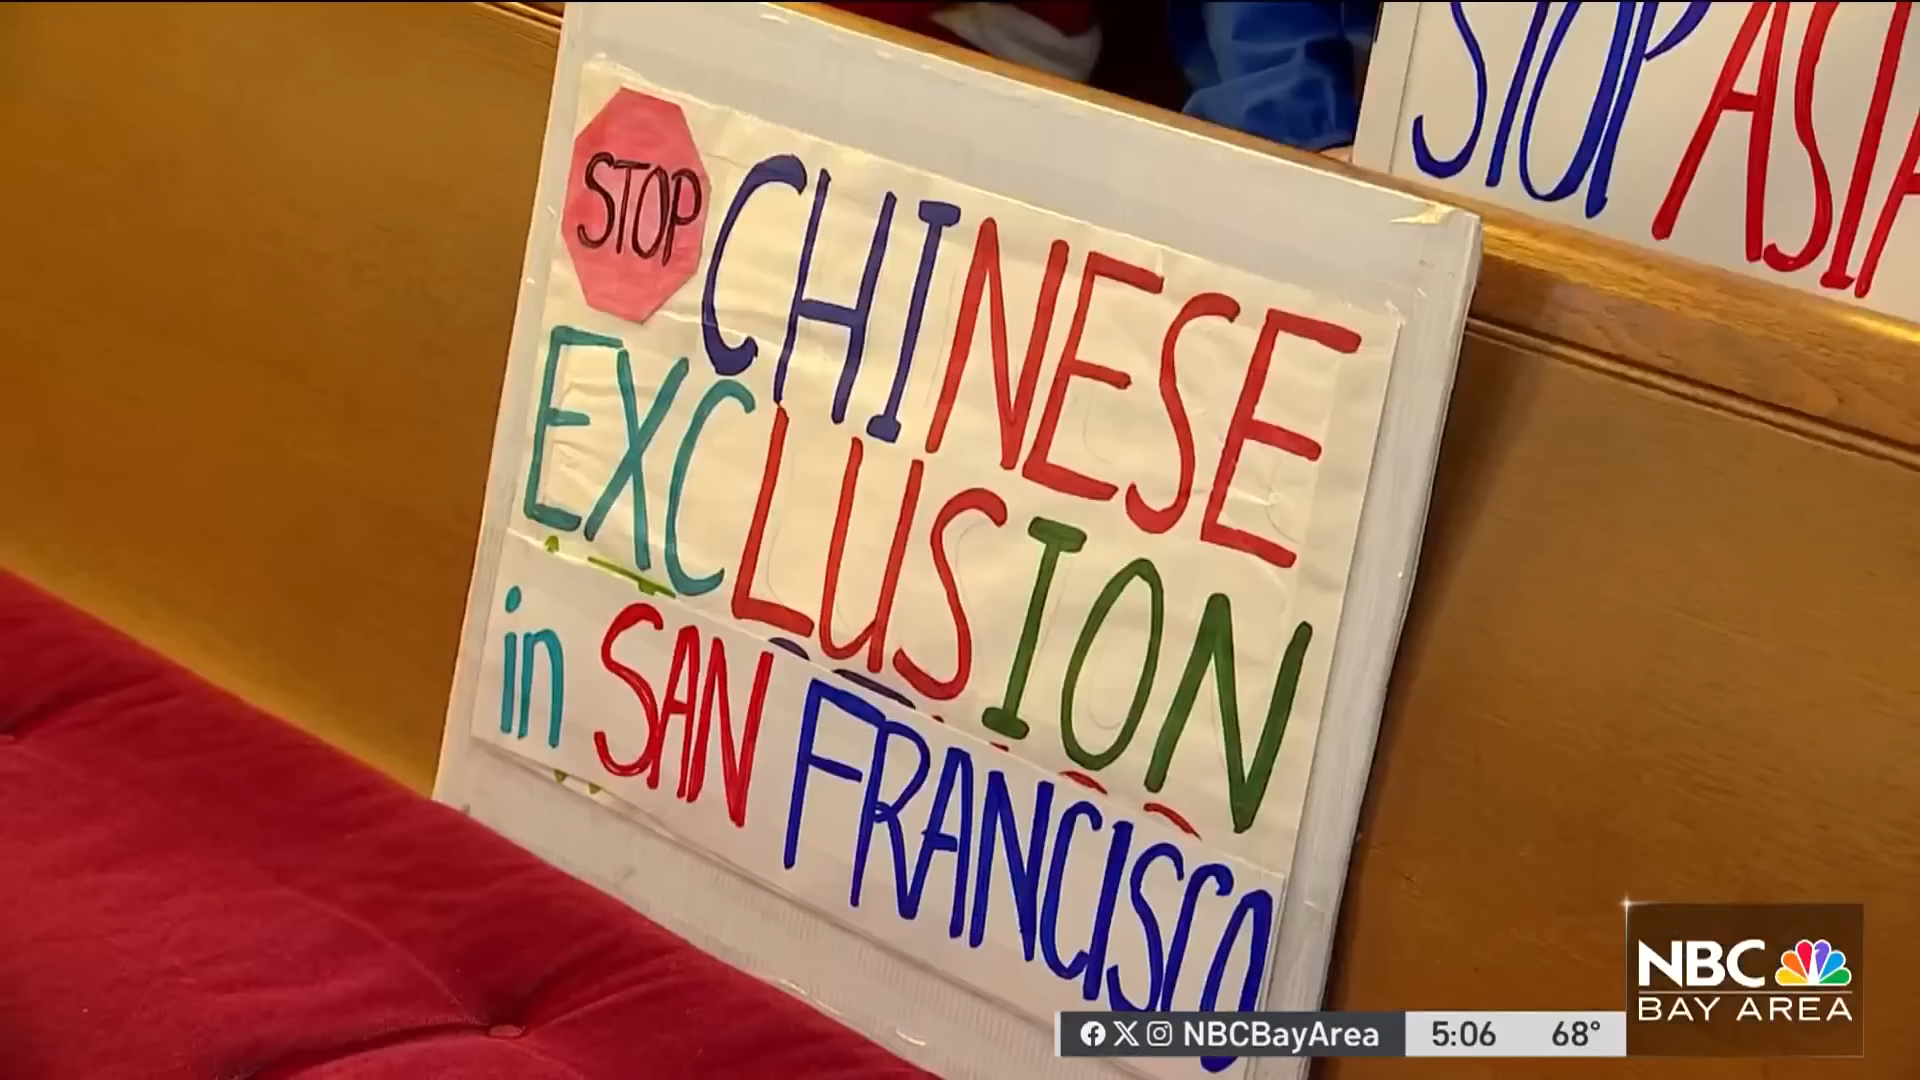 STOP ASIA
STOP CHINESE
EXCLUSION
in SAN FRANCISCO
NBC
BAY AREA
NBCBayArea 5:06 68°